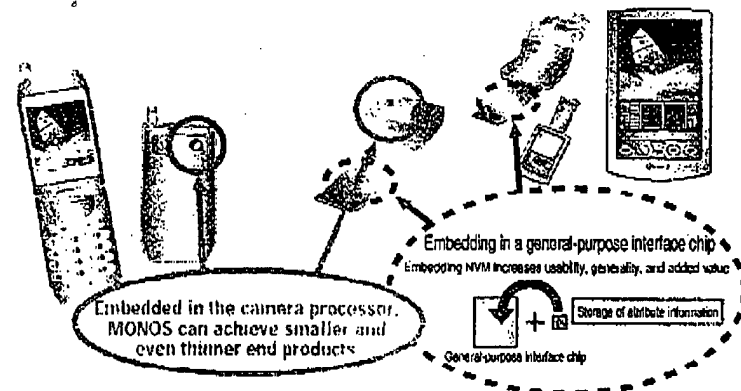 Embedded in the camera processor,
MONOS can achieve smaller and
even thinner end products
Embedding in a general-purpose interface chip
Embedding NVM increases usability, generality, and added value
Storage of attribute information
General-purpose interface chip